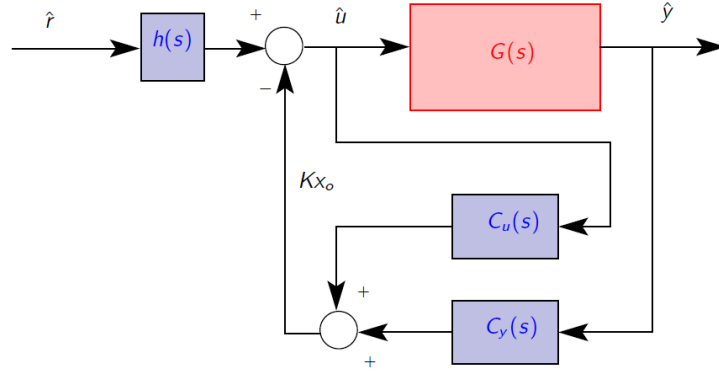 r̂
h(s)
+
û
G(s)
ŷ
−
Kx_o
C_u(s)
+
C_y(s)
+